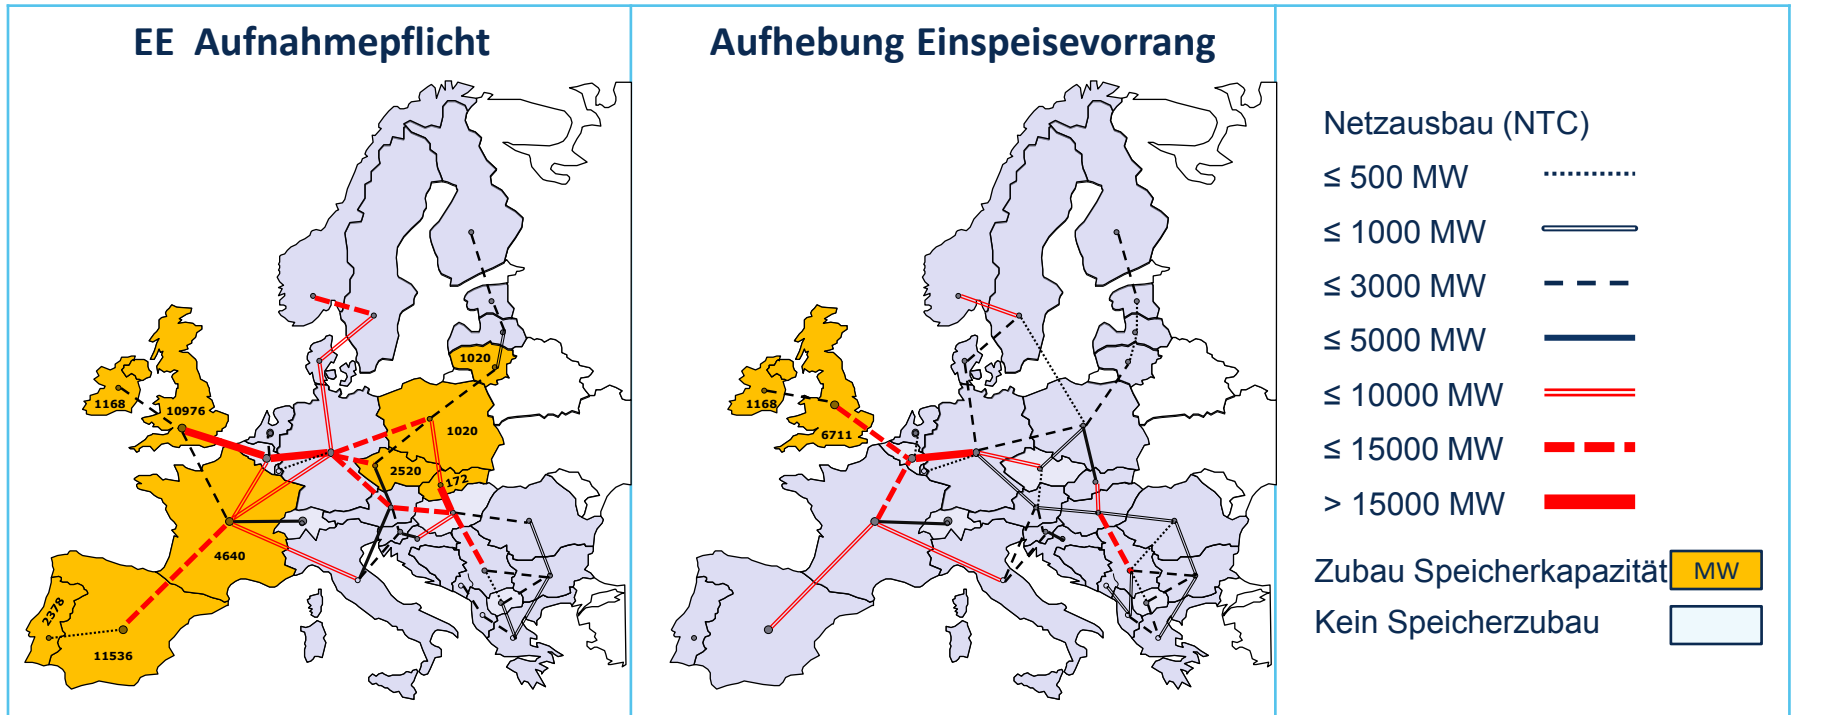 EE Aufnahmepflicht
1020
1168
10976
1020
2520
172
4640
2378
11536
Aufhebung Einspeisevorrang
1168
6711
Netzausbau (NTC)
≤ 500 MW
≤ 1000 MW
≤ 3000 MW
≤ 5000 MW
≤ 10000 MW
≤ 15000 MW
> 15000 MW
Zubau Speicherkapazität MW
Kein Speicherzubau